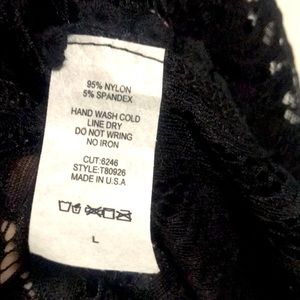 95% NYLON
5% SPANDEX
HAND WASH COLD
LINE DRY
DO NOT WRING
NO IRON
CUT:6246
STYLE:T80926
MADE IN U.S.A
L